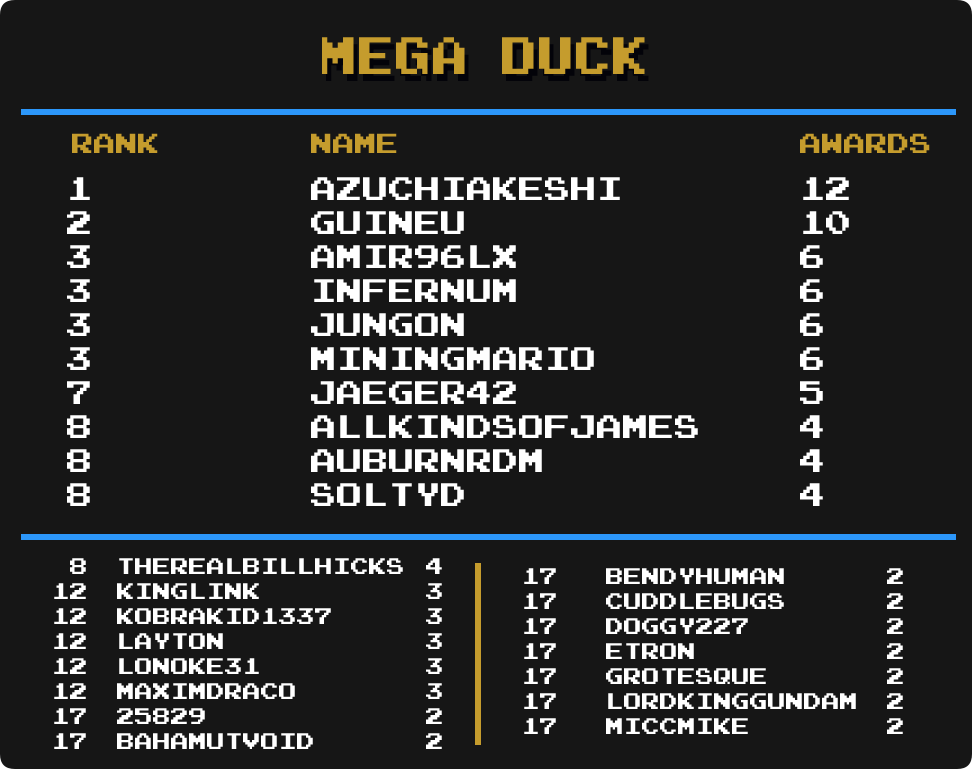 MEGA DUCK
RANK NAME AWARDS
1 AZUCHIAKESHI 12
2 GUINEU 10
3 AMIR96LX 6
3 INFERNUM 6
3 JUNGON 6
3 MININGMARIO 6
7 JAEGER42 5
8 ALLKINDSOFJAMES 4
8 AUBURNRDM 4
8 SOLTYD 4
8 THEREALBILLHICKS 4
12 KINGLINK 3
12 KOBRAKID1337 3
12 LAYTON 3
12 LONOKE31 3
12 MAXIMDRACO 3
17 25829 2
17 BAHAMUTVOID 2
17 BENDYHUMAN 2
17 CUDDLEBUGS 2
17 DOGGY227 2
17 ETRON 2
17 GROTESQUE 2
17 LORDKINGGUNDAM 2
17 MICCMIKE 2